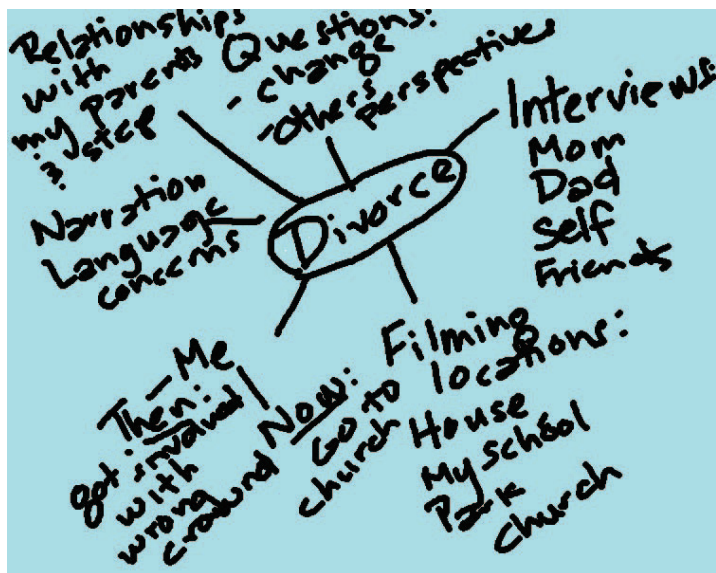 Relationships
with
my parents
& step
Questions:
- change
- others perspective
Interviews:
Mom
Dad
Self
Friends
Divorce
Narration
Language
concerns
Me
Then:
got involved
with
wrong
crowd
Now:
Go to
church
Filming
locations:
House
My school
Park
church